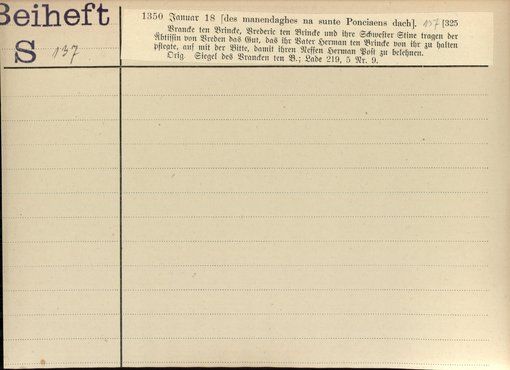 Beiheft
S 137
1350 Januar 18 [des manendaghes na sunte Ponciaens dach]. 137 [325
Brancke ten Brincke, Brederic ten Brincke und ihre Schwester Stine tragen der
Äbtissin von Breden das Gut, das ihr Vater Herman ten Brincke von ihr zu halten
pflegte, auf mit der Bitte, damit ihren Neffen Herman Post zu belehnen.
Orig. Siegel des Brancken ten B.; Lade 219, 5 Nr. 9.